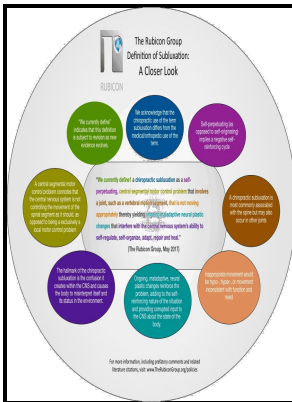 The Rubicon Group
Definition of Subluxation:
A Closer Look
RUBICON
"We currently define"
indicates that this definition
is subject to revision as new
evidence evolves.
We acknowledge that the
chiropractic use of the term
subluxation differs from the
medical/orthopedic use of the
term.
Self-perpetuating (as
opposed to self-originating)
implies a negative self-
reinforcing cycle
A central segmental motor
control problem connotes that
the central nervous system is not
controlling the movement of the
spinal segment as it should, as
opposed to being exclusively a
local motor control problem
"We currently define a chiropractic subluxation as a self-
perpetuating, central segmental motor control problem that involves
a joint, such as a vertebral motion segment, that is not moving
appropriately, thereby yielding ongoing maladaptive neural plastic
changes that interfere with the central nervous system's ability to
self-regulate, self-organize, adapt, repair and heal."
(The Rubicon Group, May 2017)
A chiropractic subluxation is
most commonly associated
with the spine but may also
occur in other joints
The hallmark of the chiropractic
subluxation is the confusion it
creates within the CNS and causes
the body to misinterpret itself and
its status in the environment.
Ongoing, maladaptive, neural
plastic changes reinforce the
problem, adding to the self-
reinforcing nature of the situation
and providing corrupted input to
the CNS about the state of the
body.
Inappropriate movement would
be hypo-, hyper-, or movement
inconsistent with function and
need
For more information, including prefatory comments and related
literature citations, visit: www.TheRubiconGroup.org/policies